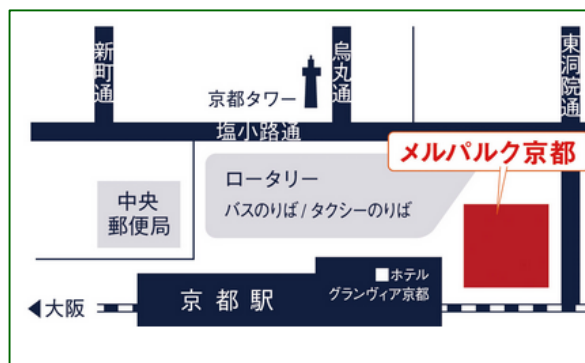 新町通
烏丸通
東洞院通
京都タワー
塩小路通
メルパルク京都
ロータリー
バスのりば / タクシーのりば
中央
郵便局
ホテル
グランヴィア京都
京都駅
◀大阪